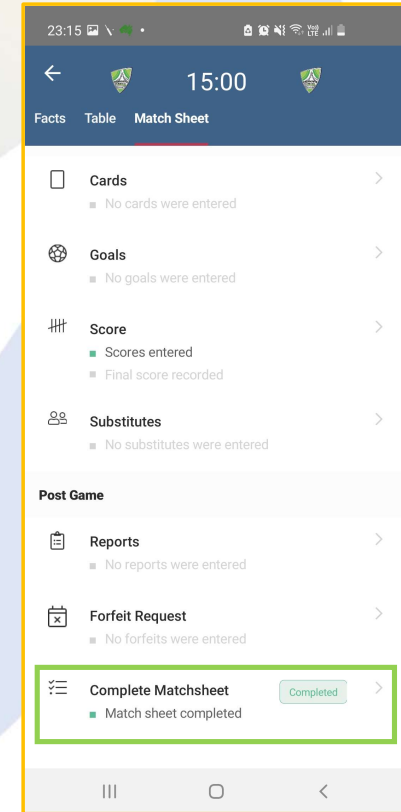 23:15
Vo)) LTE
15:00
Facts Table Match Sheet
Cards
No cards were entered
Goals
No goals were entered
Score
Scores entered
Final score recorded
Substitutes
No substitutes were entered
Post Game
Reports
No reports were entered
Forfeit Request
No forfeits were entered
Complete Matchsheet Completed
Match sheet completed